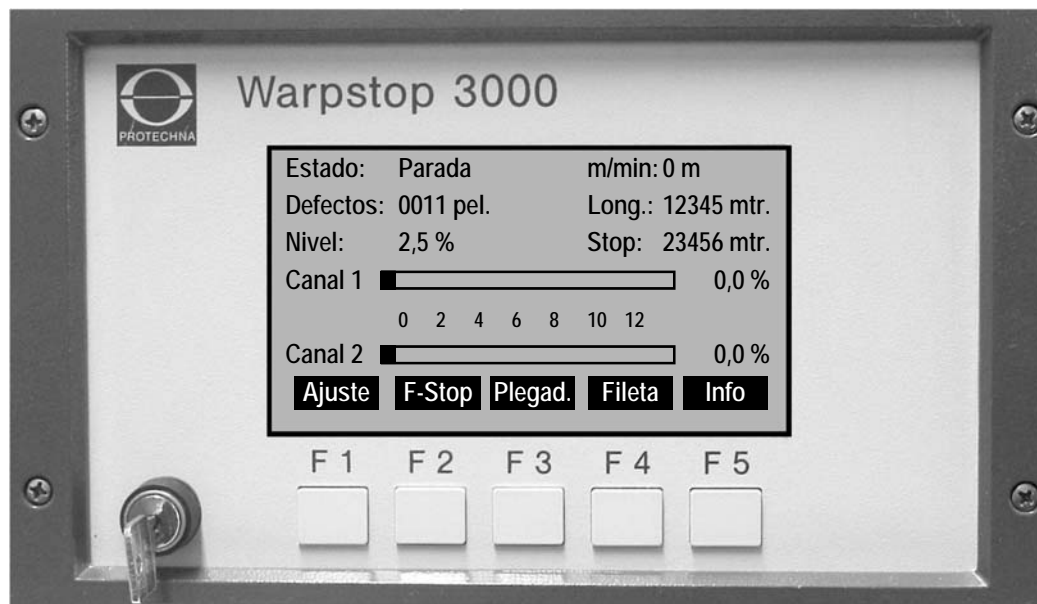 PROTECHNA
Warpstop 3000
Estado: Parada m/min: 0 m
Defectos: 0011 pel. Long.: 12345 mtr.
Nivel: 2,5 % Stop: 23456 mtr.
Canal 1 0,0 %
0 2 4 6 8 10 12
Canal 2 0,0 %
Ajuste F-Stop Plegad. Fileta Info
F 1 F 2 F 3 F 4 F 5